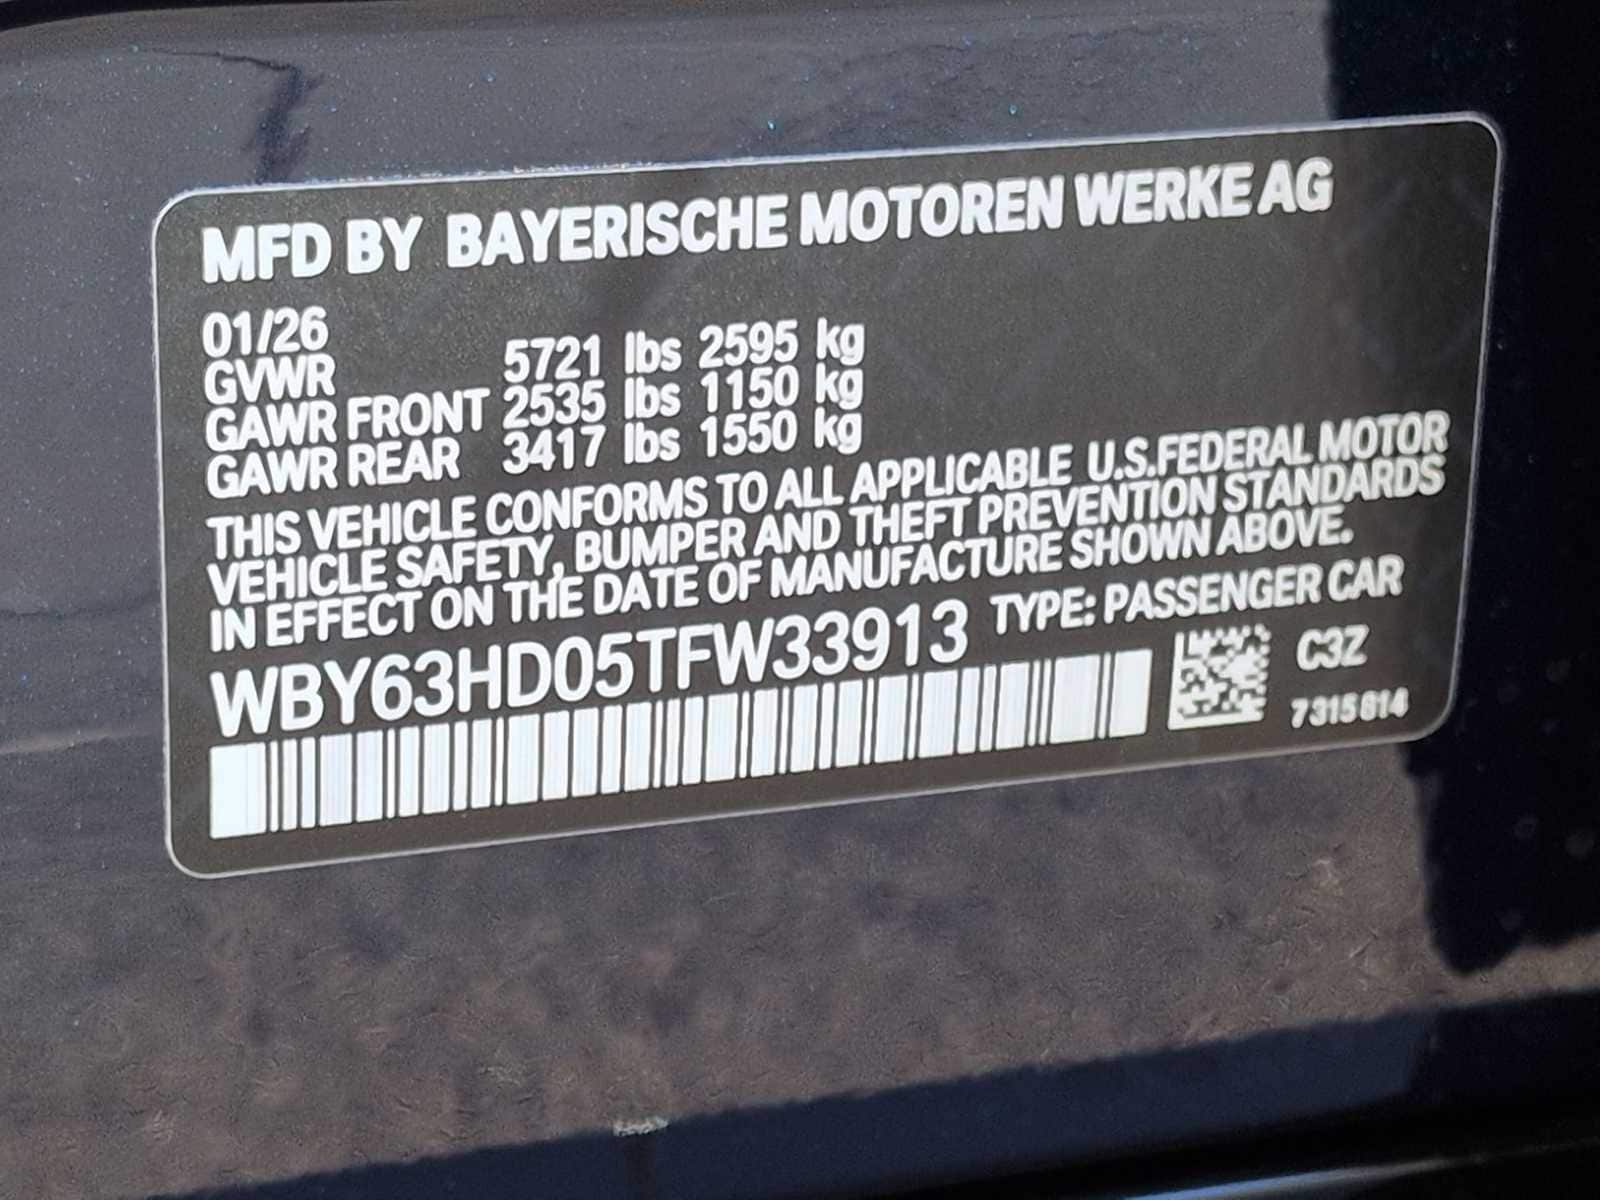 MFD BY BAYERISCHE MOTOREN WERKE AG
01/26
GVWR 5721 lbs 2595 kg
GAWR FRONT 2535 lbs 1150 kg
GAWR REAR 3417 lbs 1550 kg
THIS VEHICLE CONFORMS TO ALL APPLICABLE U.S.FEDERAL MOTOR
VEHICLE SAFETY, BUMPER AND THEFT PREVENTION STANDARDS
IN EFFECT ON THE DATE OF MANUFACTURE SHOWN ABOVE.
WBY63HD05TFW33913 TYPE: PASSENGER CAR
C3Z
7315814